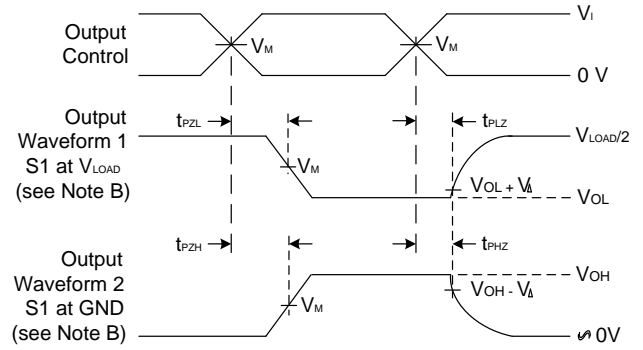 Output
Control
VM
VM
VI
0 V
Output
Waveform 1
S1 at VLOAD
(see Note B)
tPZL
tPLZ
VM
VLOAD/2
VOL + VΔ
VOL
Output
Waveform 2
S1 at GND
(see Note B)
tPZH
tPHZ
VM
VOH
VOH - VΔ
≈ 0V